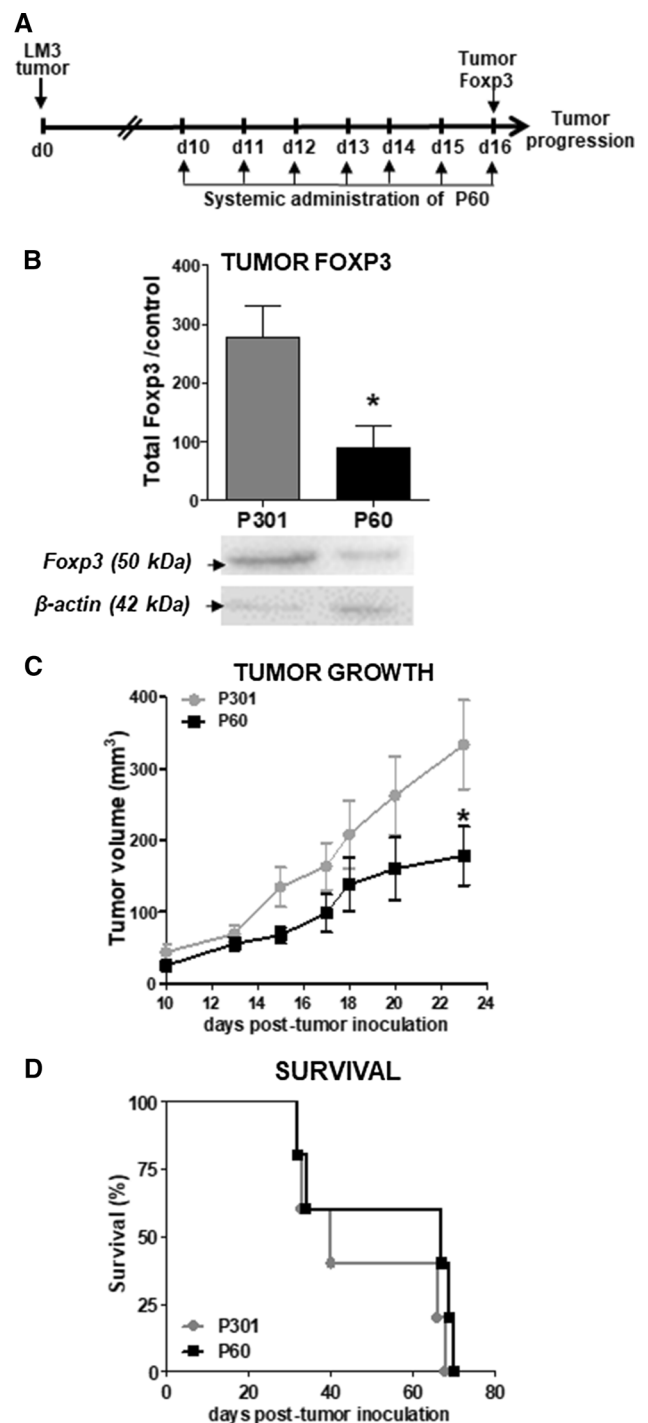 A
LM3
tumor
Tumor
Foxp3
Tumor
progression
d0
d10 d11 d12 d13 d14 d15 d16
Systemic administration of P60
B
TUMOR FOXP3
Total Foxp3 /control
400
300
200
100
0
*
P301 P60
Foxp3 (50 kDa)
β-actin (42 kDa)
C
TUMOR GROWTH
P301
P60
Tumor volume (mm3)
400
300
200
100
0
*
10 12 14 16 18 20 22 24
days post-tumor inoculation
D
SURVIVAL
Survival (%)
100
75
50
25
0
P301
P60
0 20 40 60 80
days post-tumor inoculation